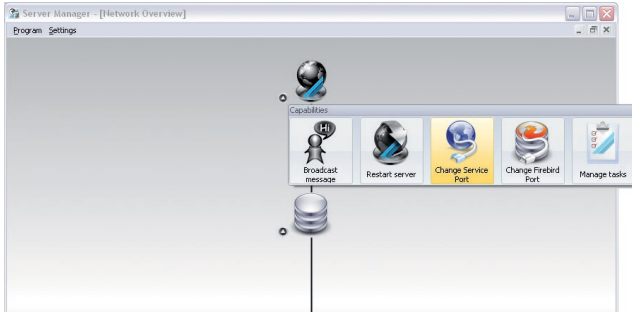 Server Manager - [Network Overview]
Program Settings
Capabilities
Hi
Broadcast message
Restart server
Change Service Port
Change Firebird Port
Manage tasks